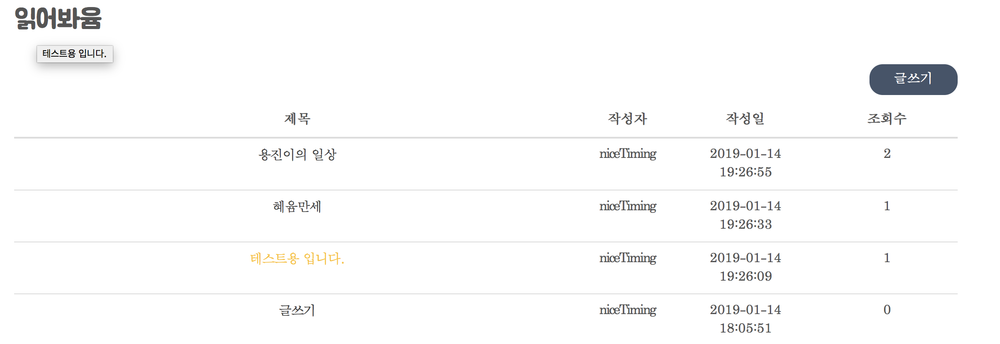 읽어봐윰
테스트용 입니다.
글쓰기
제목 작성자 작성일 조회수
용진이의 일상 niceTiming 2019-01-14 2
19:26:55
혜윰만세 niceTiming 2019-01-14 1
19:26:33
테스트용 입니다. niceTiming 2019-01-14 1
19:26:09
글쓰기 niceTiming 2019-01-14 0
18:05:51